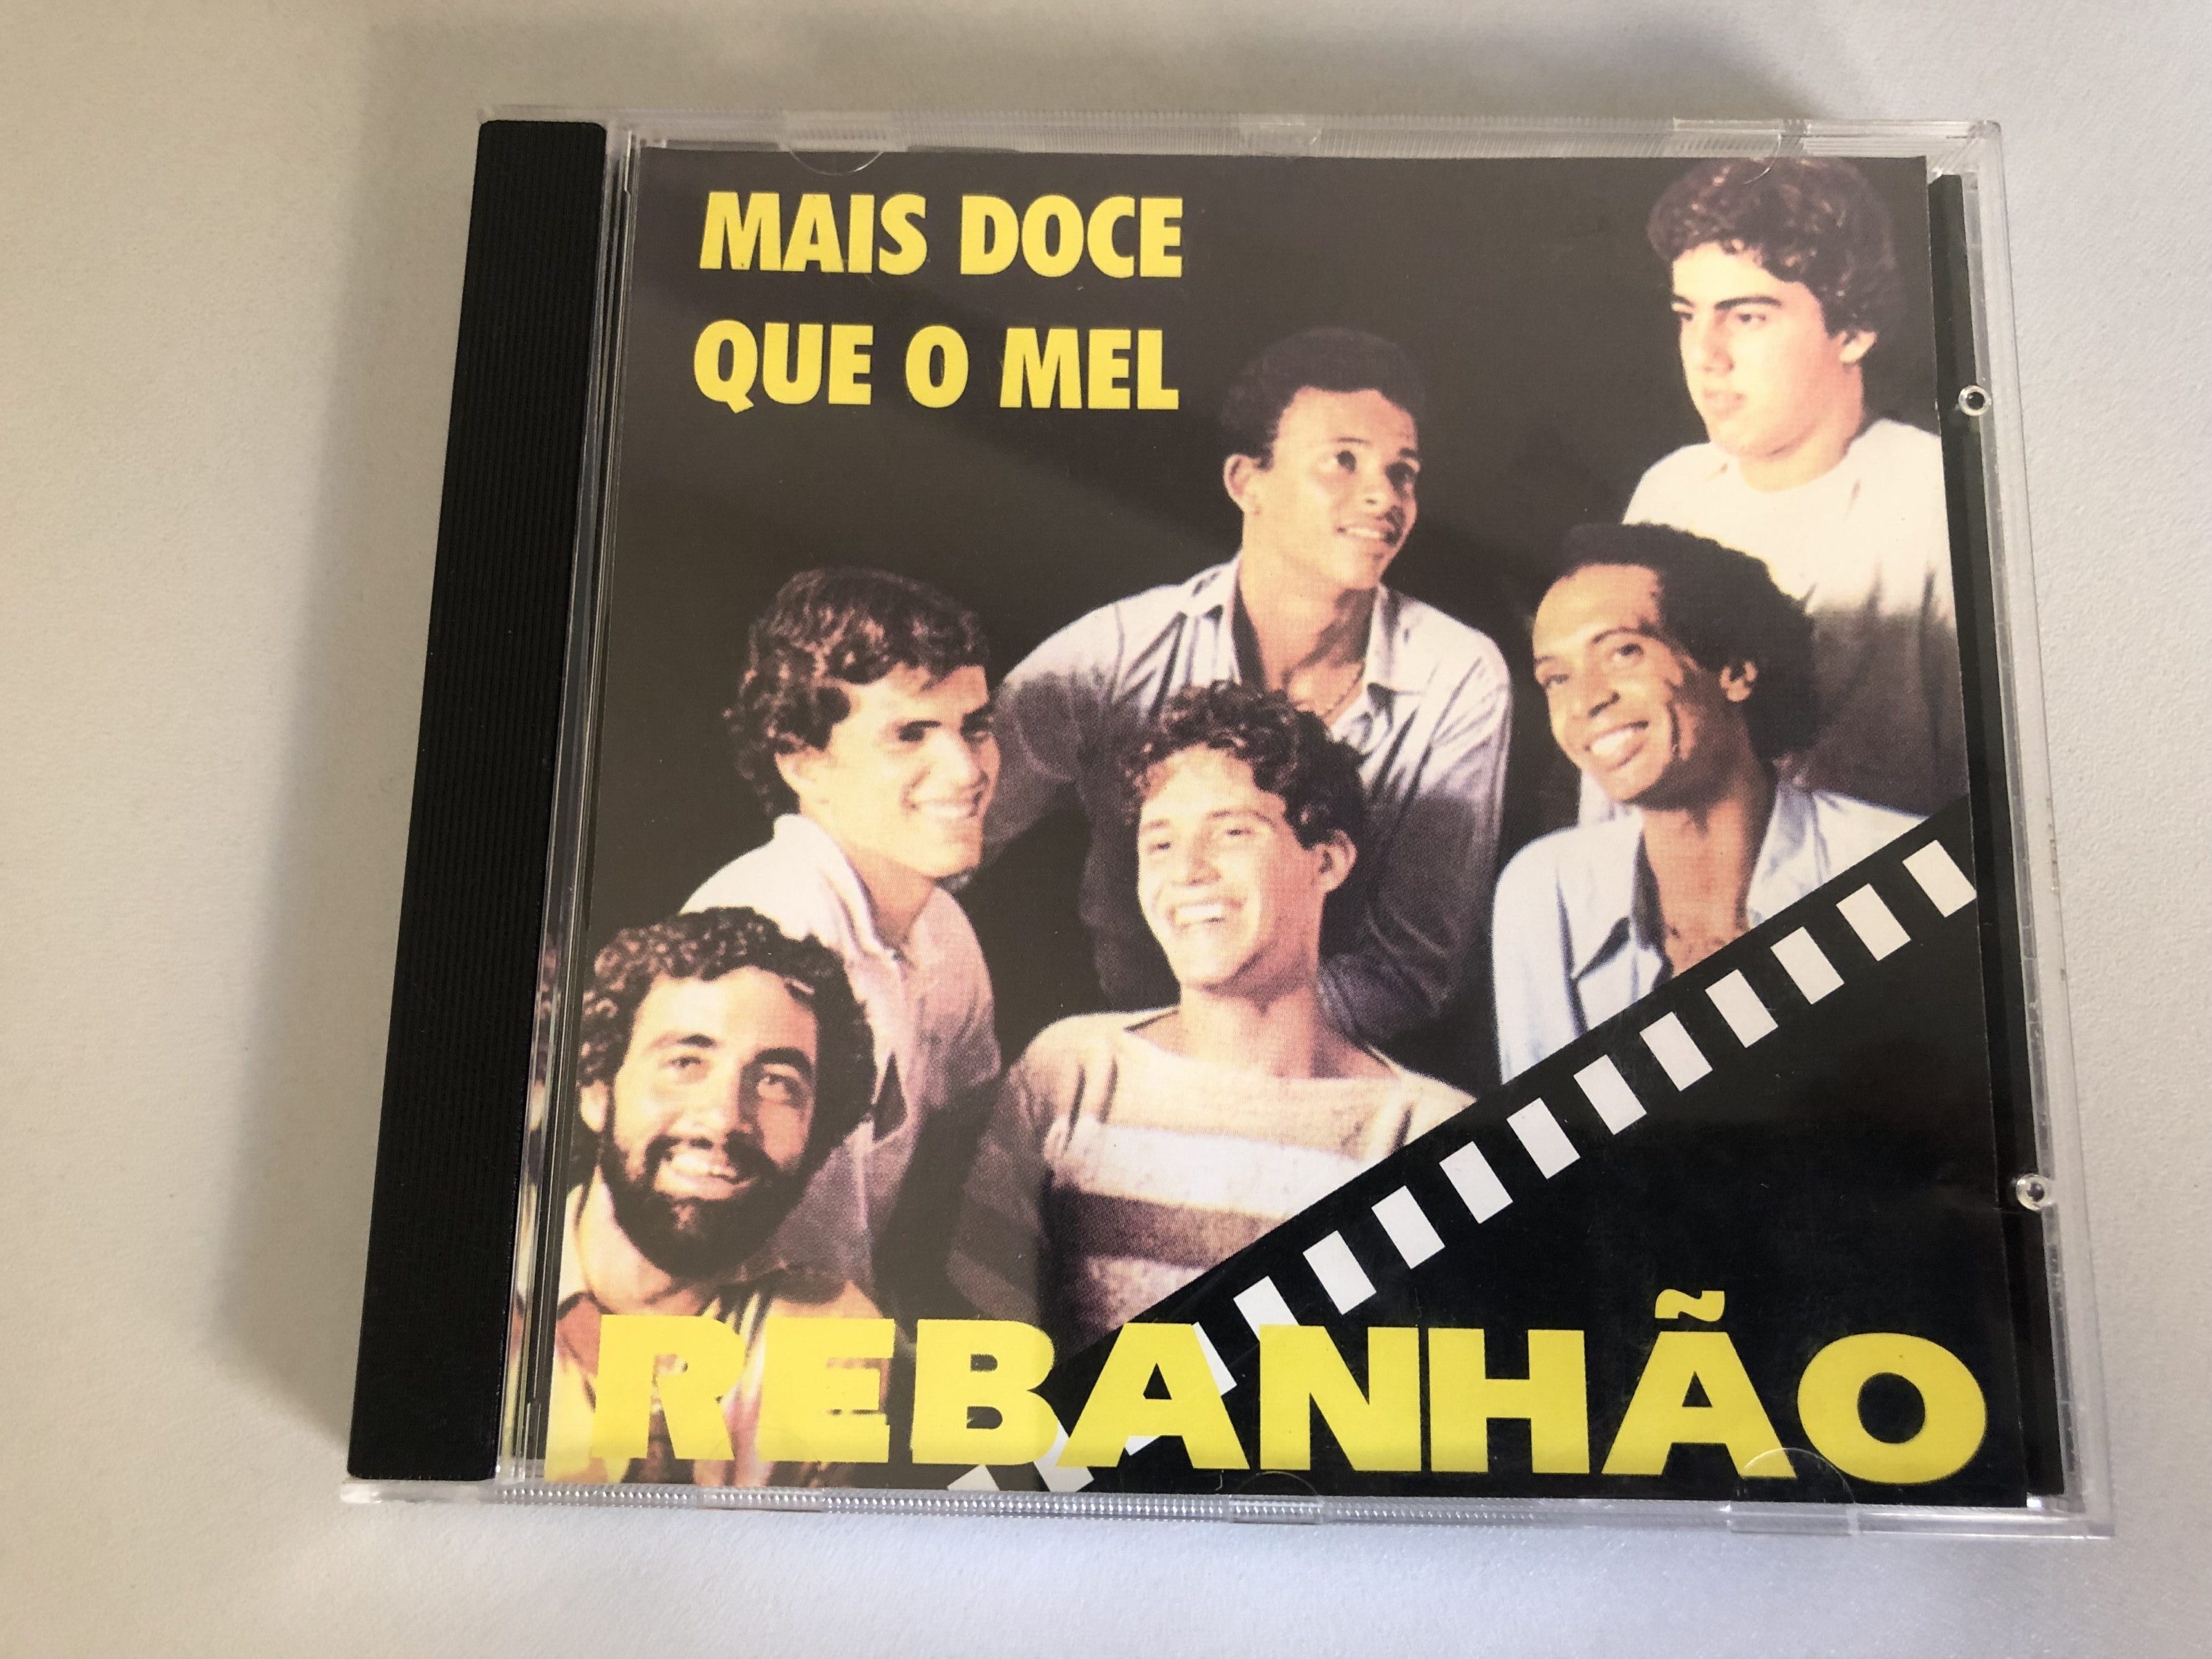 MAIS DOCE
QUE O MEL
REBANHÃO